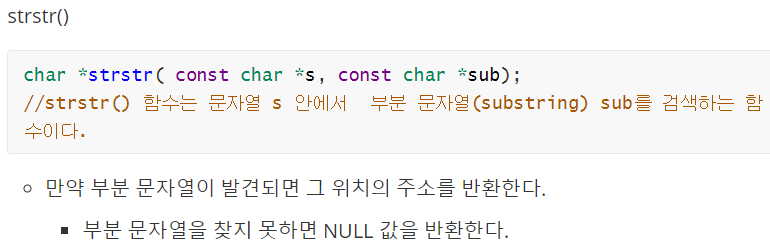 strstr()
char *strstr( const char *s, const char *sub);
//strstr() 함수는 문자열 s 안에서  부분 문자열(substring) sub를 검색하는 함
수이다.
만약 부분 문자열이 발견되면 그 위치의 주소를 반환한다.
부분 문자열을 찾지 못하면 NULL 값을 반환한다.